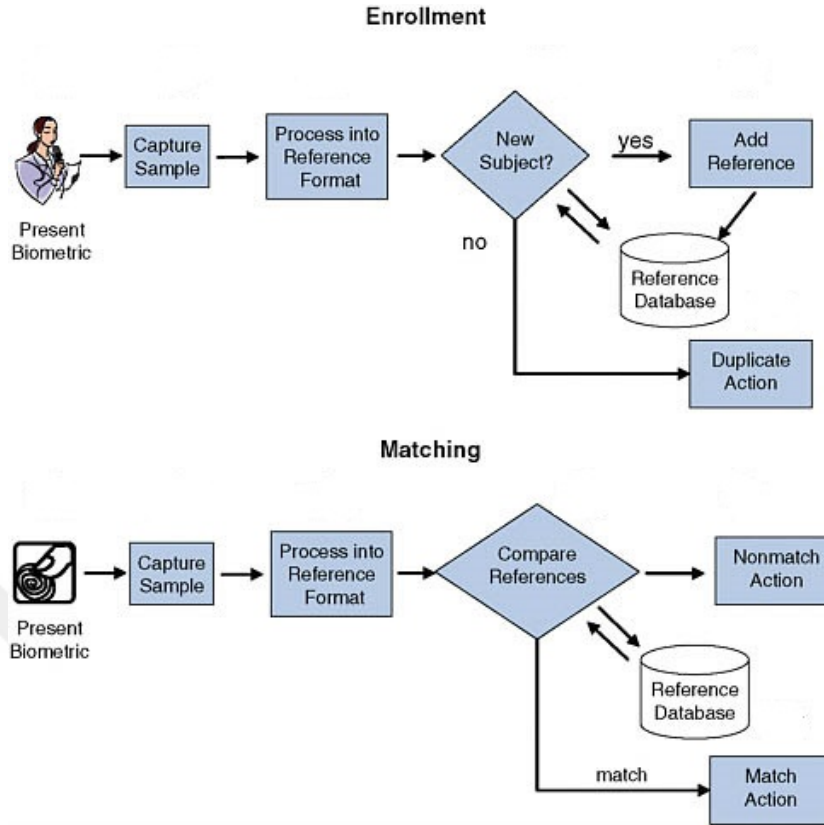 Enrollment
Present
Biometric
Capture
Sample
Process into
Reference
Format
New
Subject?
yes
Add
Reference
no
Reference
Database
Duplicate
Action
Matching
Present
Biometric
Capture
Sample
Process into
Reference
Format
Compare
References
Nonmatch
Action
Reference
Database
match
Match
Action